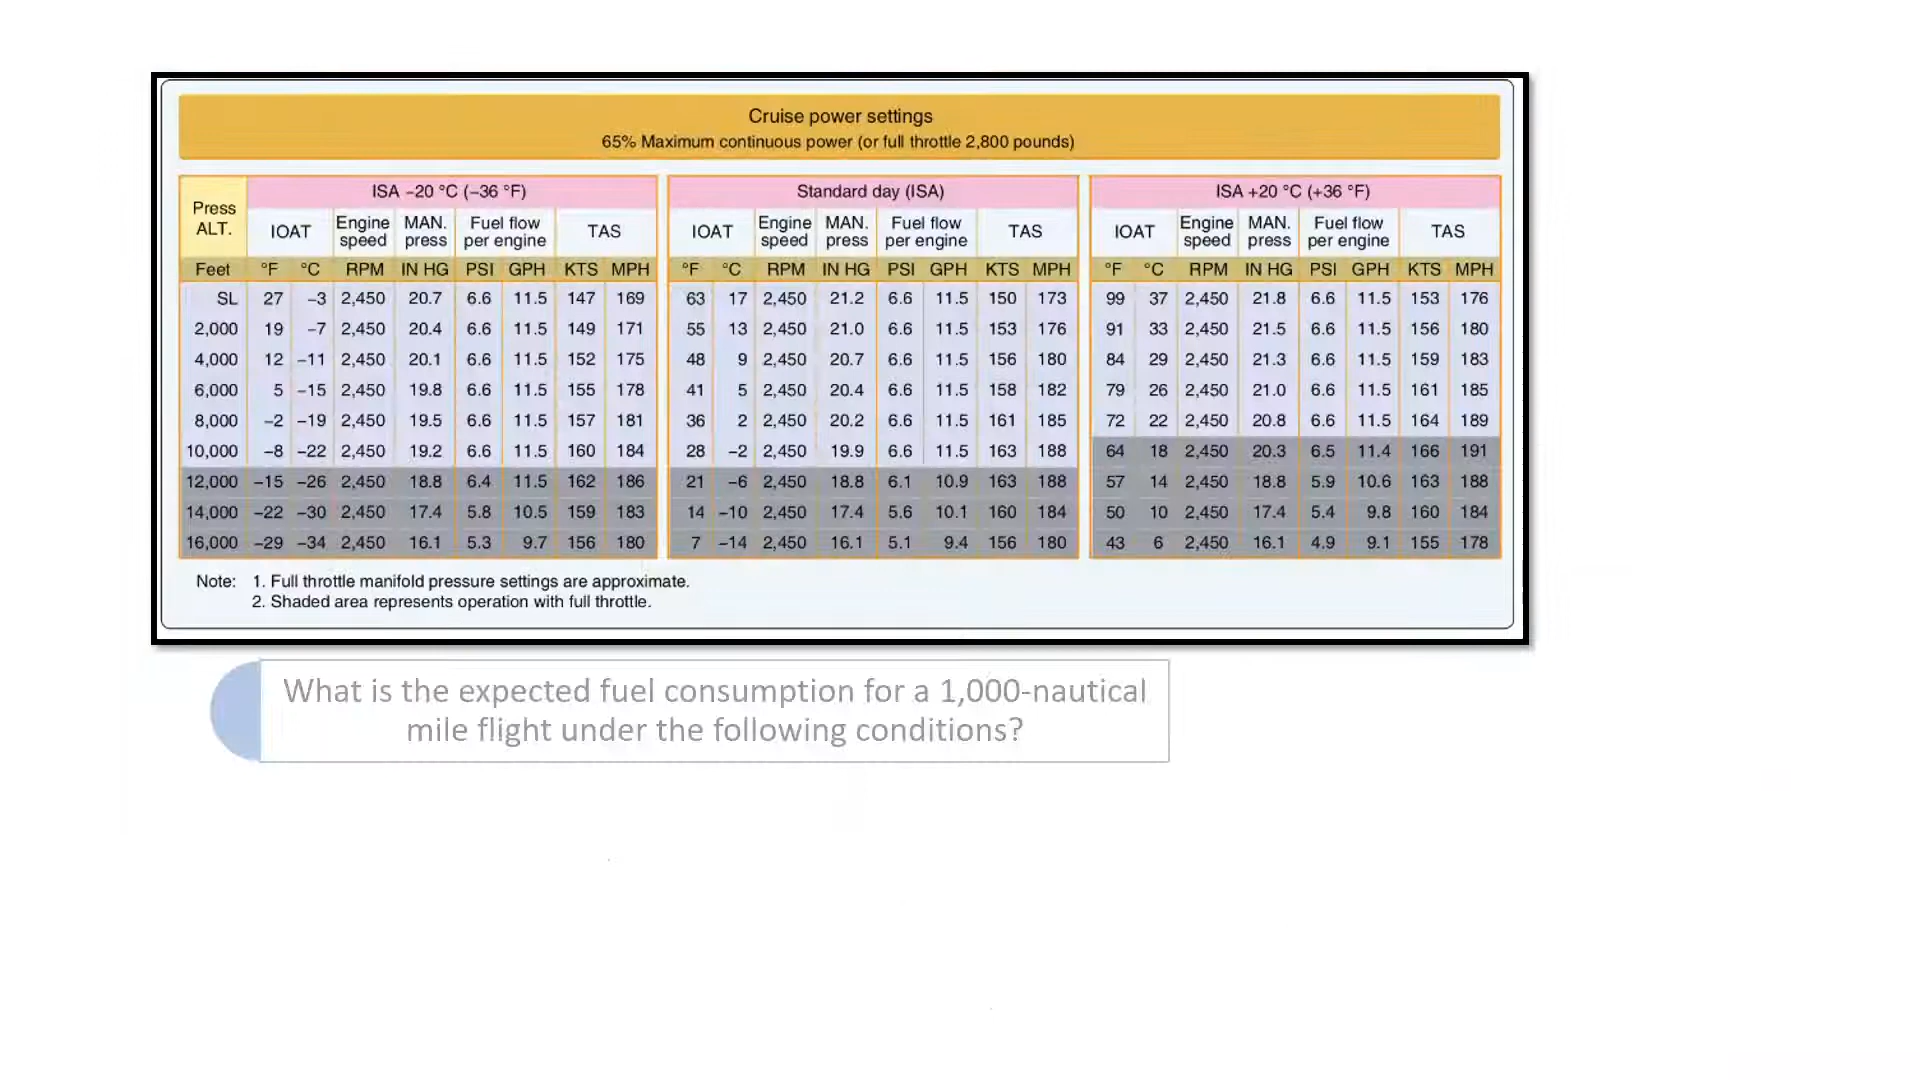 Cruise power settings
65% Maximum continuous power (or full throttle 2,800 pounds)
Press ALT. ISA −20 °C (−36 °F) Standard day (ISA) ISA +20 °C (+36 °F)
IOAT Engine speed MAN. press Fuel flow per engine TAS IOAT Engine speed MAN. press Fuel flow per engine TAS IOAT Engine speed MAN. press Fuel flow per engine TAS
Feet °F °C RPM IN HG PSI GPH KTS MPH °F °C RPM IN HG PSI GPH KTS MPH °F °C RPM IN HG PSI GPH KTS MPH
SL 27 −3 2,450 20.7 6.6 11.5 147 169 63 17 2,450 21.2 6.6 11.5 150 173 99 37 2,450 21.8 6.6 11.5 153 176
2,000 19 −7 2,450 20.4 6.6 11.5 149 171 55 13 2,450 21.0 6.6 11.5 153 176 91 33 2,450 21.5 6.6 11.5 156 180
4,000 12 −11 2,450 20.1 6.6 11.5 152 175 48 9 2,450 20.7 6.6 11.5 156 180 84 29 2,450 21.3 6.6 11.5 159 183
6,000 5 −15 2,450 19.8 6.6 11.5 155 178 41 5 2,450 20.4 6.6 11.5 158 182 79 26 2,450 21.0 6.6 11.5 161 185
8,000 −2 −19 2,450 19.5 6.6 11.5 157 181 36 2 2,450 20.2 6.6 11.5 161 185 72 22 2,450 20.8 6.6 11.5 164 189
10,000 −8 −22 2,450 19.2 6.6 11.5 160 184 28 −2 2,450 19.9 6.6 11.5 163 188 64 18 2,450 20.3 6.5 11.4 166 191
12,000 −15 −26 2,450 18.8 6.4 11.5 162 186 21 −6 2,450 18.8 6.1 10.9 163 188 57 14 2,450 18.8 5.9 10.6 163 188
14,000 −22 −30 2,450 17.4 5.8 10.5 159 183 14 −10 2,450 17.4 5.6 10.1 160 184 50 10 2,450 17.4 5.4 9.8 160 184
16,000 −29 −34 2,450 16.1 5.3 9.7 156 180 7 −14 2,450 16.1 5.1 9.4 156 180 43 6 2,450 16.1 4.9 9.1 155 178
Note: 1. Full throttle manifold pressure settings are approximate.
2. Shaded area represents operation with full throttle.
What is the expected fuel consumption for a 1,000-nautical
mile flight under the following conditions?